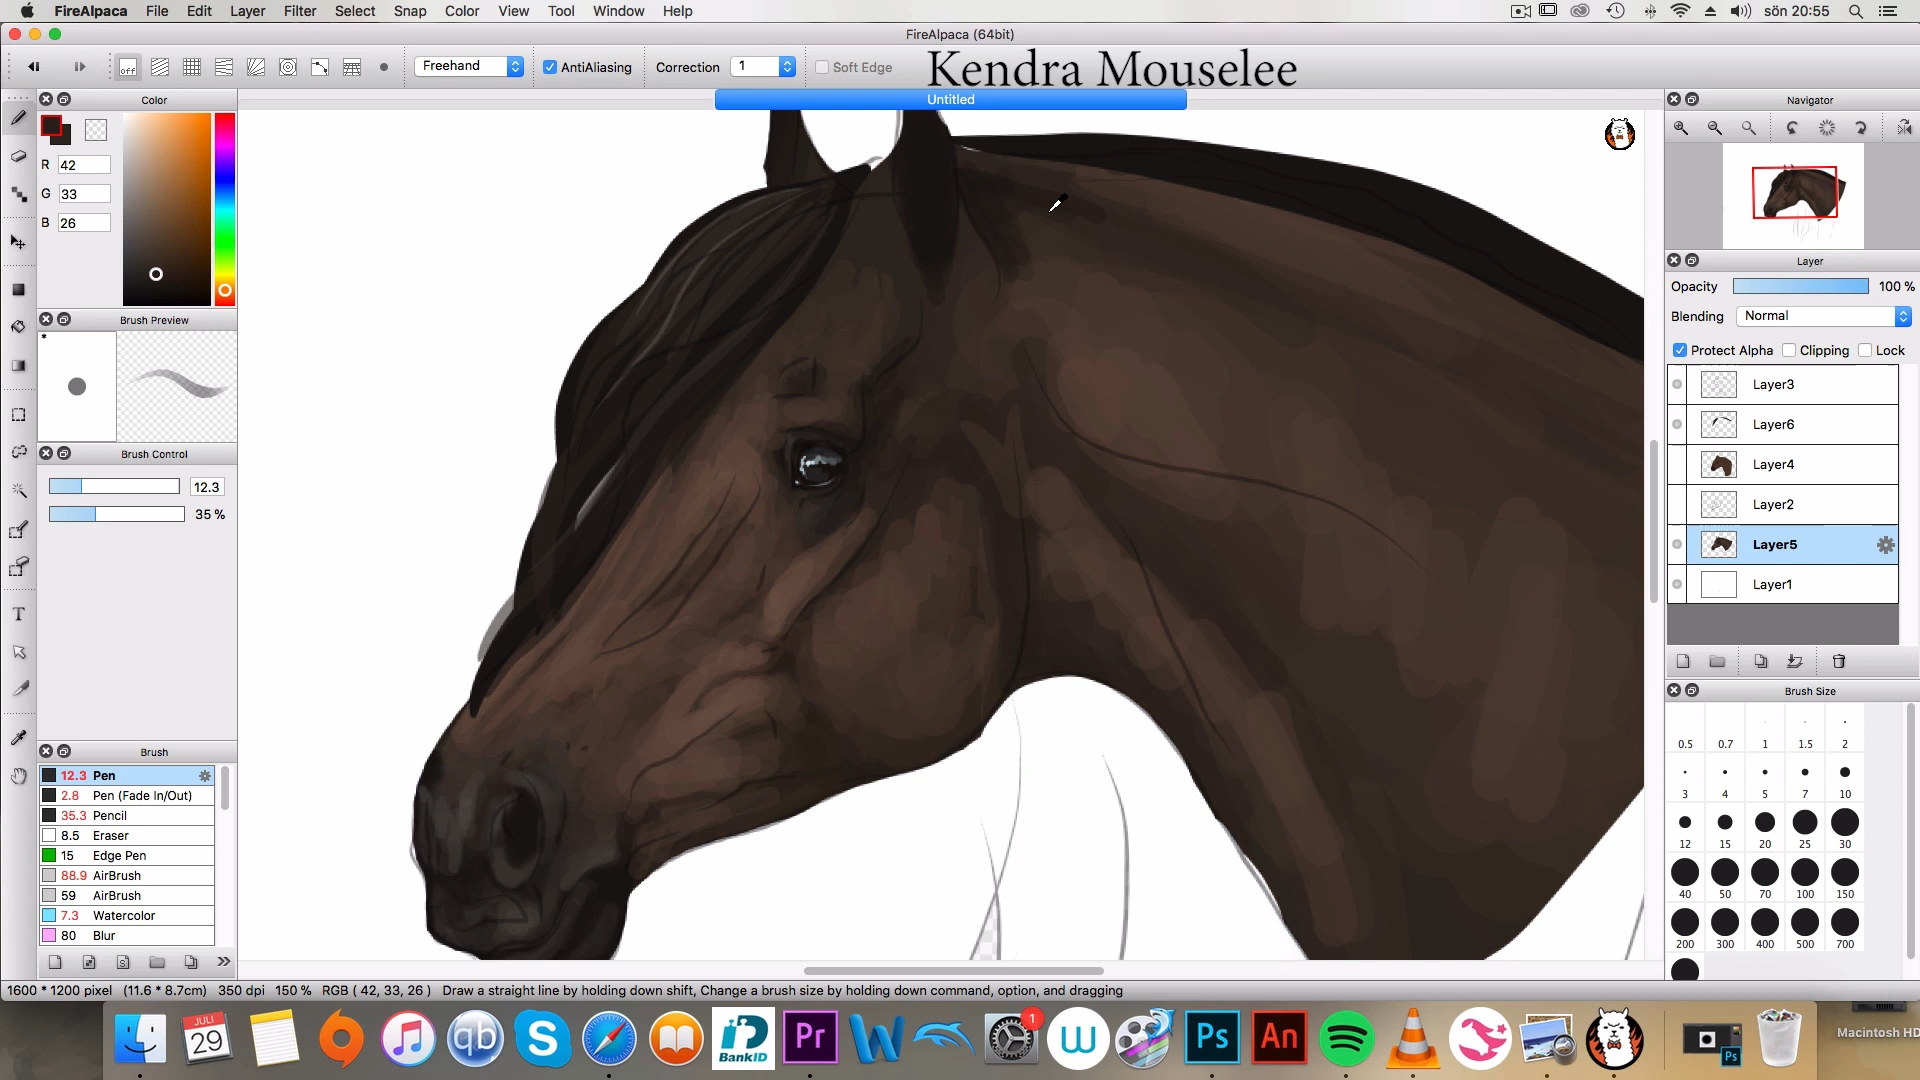 FireAlpaca File Edit Layer Filter Select Snap Color View Tool Window Help
sön 20:55
FireAlpaca (64bit)
off Freehand AntiAliasing Correction 1 Soft Edge
Kendra Mouselee
Untitled
Color
R 42
G 33
B 26
Brush Preview
*
Brush Control
12.3
35 %
Brush
12.3 Pen
2.8 Pen (Fade In/Out)
35.3 Pencil
8.5 Eraser
15 Edge Pen
88.9 AirBrush
59 AirBrush
7.3 Watercolor
80 Blur
T
Navigator
Layer
Opacity 100 %
Blending Normal
Protect Alpha Clipping Lock
Layer3
Layer6
Layer4
Layer2
Layer5
Layer1
Brush Size
0.5 0.7 1 1.5 2
3 4 5 7 10
12 15 20 25 30
40 50 70 100 150
200 300 400 500 700
1600 * 1200 pixel (11.6 * 8.7cm) 350 dpi 150 % RGB ( 42, 33, 26 ) Draw a straight line by holding down shift, Change a brush size by holding down command, option, and dragging
JULI
29
qb
S
BankID
Pr
W
1
W
Ps
An
Ps
Macintosh HD